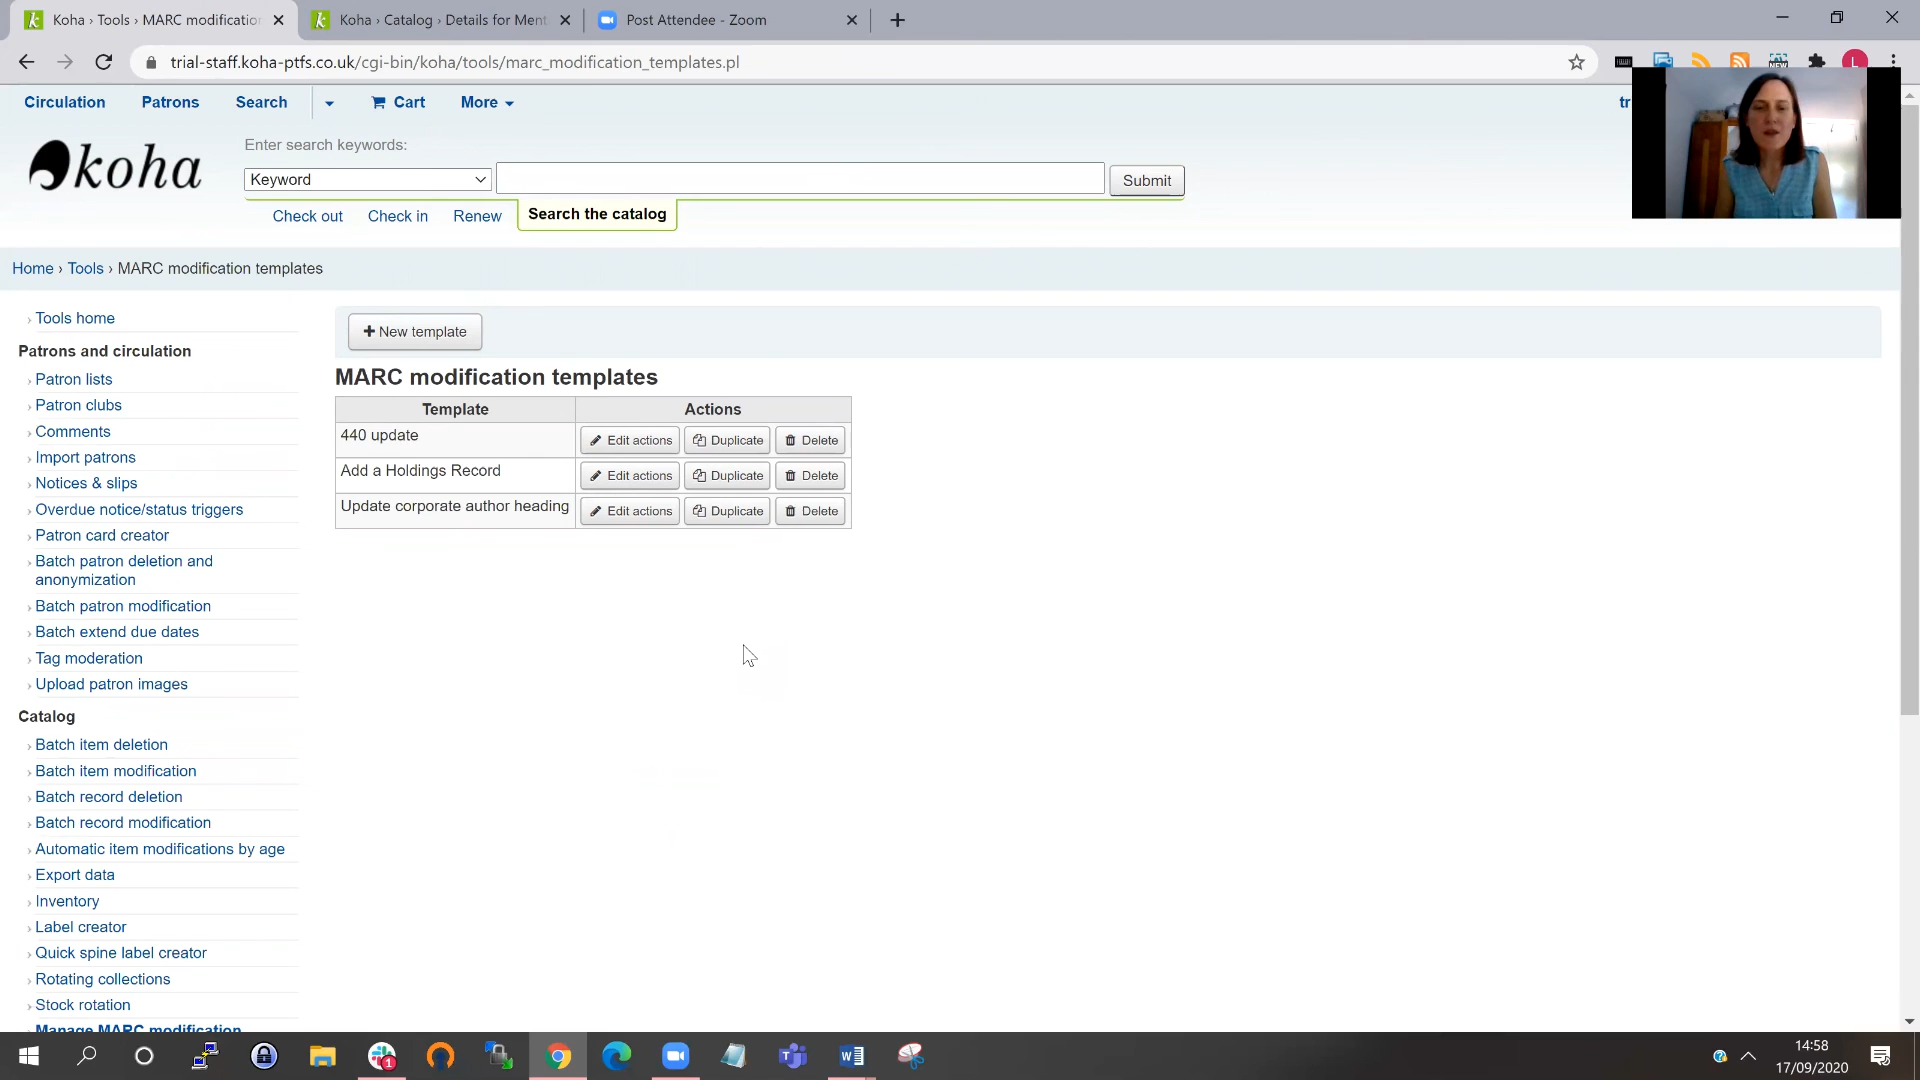 Koha › Tools › MARC modificatio
Koha › Catalog › Details for Ment
Post Attendee - Zoom
trial-staff.koha-ptfs.co.uk/cgi-bin/koha/tools/marc_modification_templates.pl
L
Circulation
Patrons
Search
Cart
More
tr
koha
Enter search keywords:
Keyword
Submit
Check out
Check in
Renew
Search the catalog
Home › Tools › MARC modification templates
Tools home
Patrons and circulation
Patron lists
Patron clubs
Comments
Import patrons
Notices & slips
Overdue notice/status triggers
Patron card creator
Batch patron deletion and
anonymization
Batch patron modification
Batch extend due dates
Tag moderation
Upload patron images
Catalog
Batch item deletion
Batch item modification
Batch record deletion
Batch record modification
Automatic item modifications by age
Export data
Inventory
Label creator
Quick spine label creator
Rotating collections
Stock rotation
Manage MARC modification
New template
MARC modification templates
Template Actions
440 update Edit actions Duplicate Delete
Add a Holdings Record Edit actions Duplicate Delete
Update corporate author heading Edit actions Duplicate Delete
1
14:58
17/09/2020